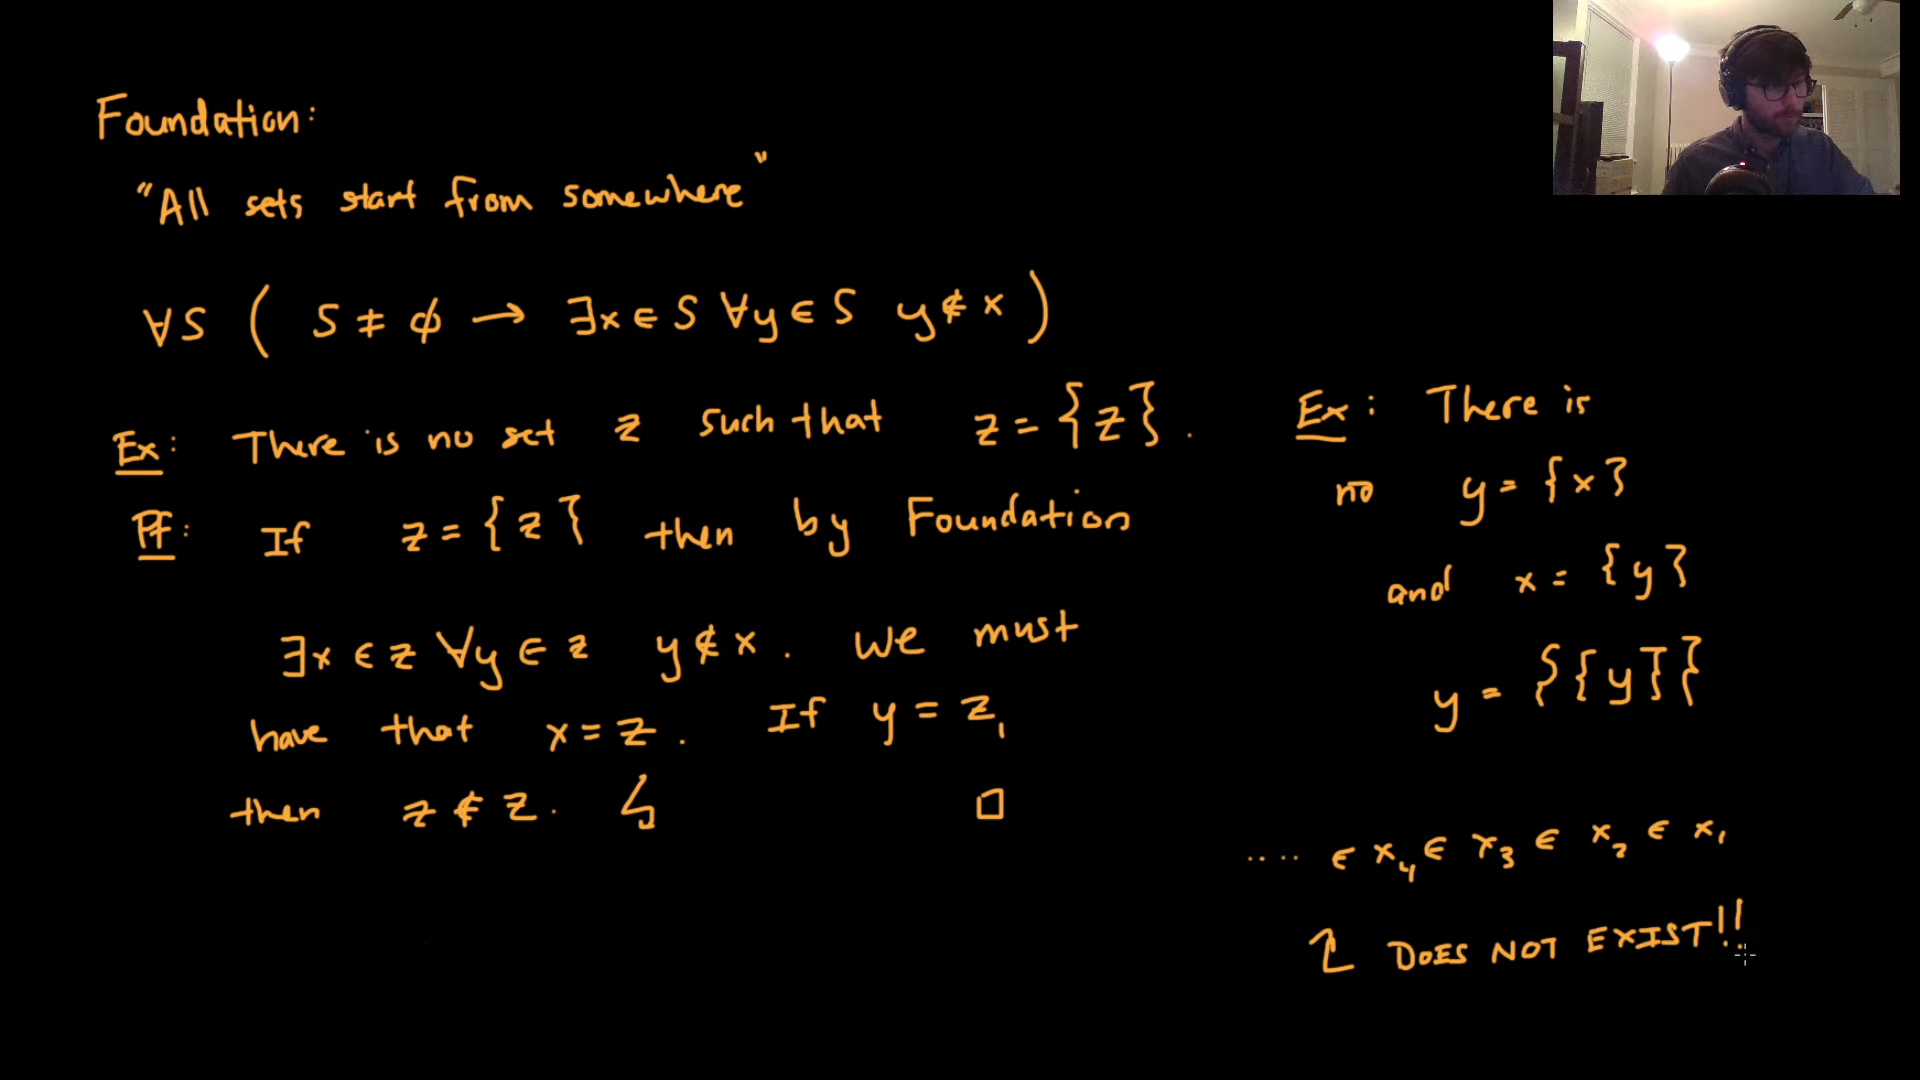 Foundation:
"All sets start from somewhere"
∀S ( S ≠ ϕ → ∃x ∈ S ∀y ∈ S y ∉ x )
Ex: There is no set z such that z = {z}.
Pf: If z = {z} then by Foundation
∃x ∈ z ∀y ∈ z y ∉ x. We must
have that x = z. If y = z,
then z ∉ z. ↯ □
Ex: There is
no y = {x}
and x = {y}
y = {{y}}
.... ∈ x₄ ∈ x₃ ∈ x₂ ∈ x₁
↑ DOES NOT EXIST!!